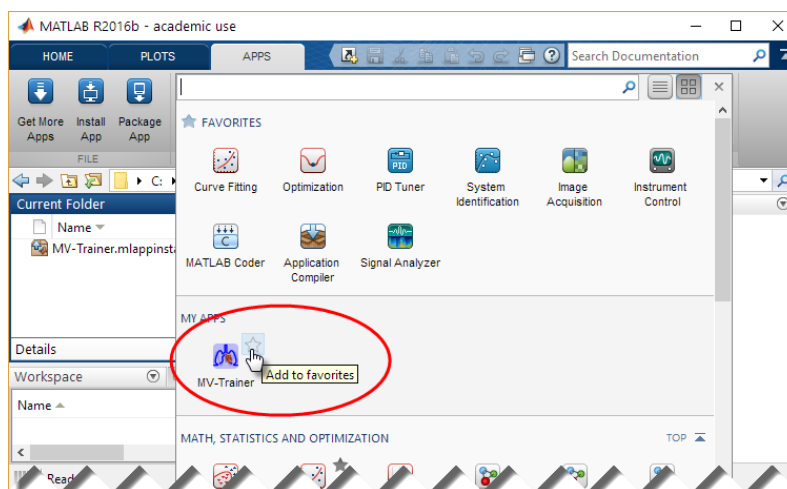 MATLAB R2016b - academic use
HOME PLOTS APPS
Search Documentation
Get More Apps
Install App
Package App
FILE
C:
Current Folder
Name
MV-Trainer.mlappinsta
Details
Workspace
Name
FAVORITES
Curve Fitting
Optimization
PID
PID Tuner
System Identification
Image Acquisition
Instrument Control
C
MATLAB Coder
Application Compiler
Signal Analyzer
MY APPS
MV-Trainer
Add to favorites
MATH, STATISTICS AND OPTIMIZATION
TOP